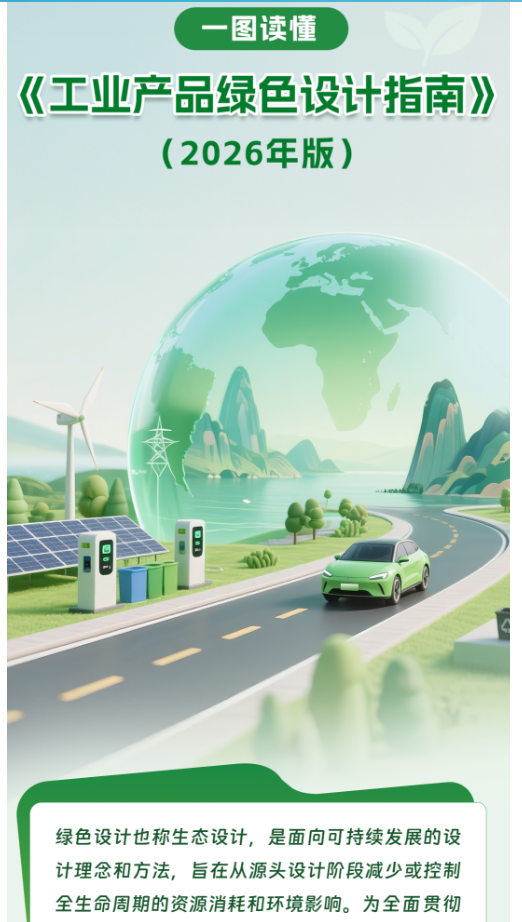 一图读懂
《工业产品绿色设计指南》
（2026年版）
绿色设计也称生态设计，是面向可持续发展的设
计理念和方法，旨在从源头设计阶段减少或控制
全生命周期的资源消耗和环境影响。为全面贯彻